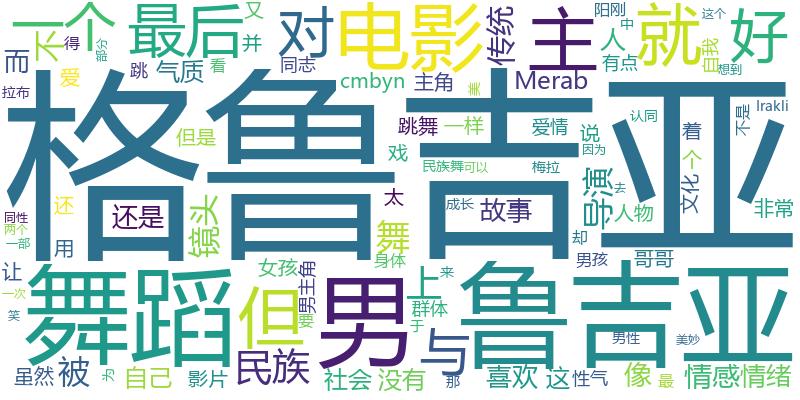 一个 最后 对 电影 传统 主 阳刚 就 好
又 中 这个
而 不 得 部分 并 人 自我
爱 跳 气质 看 同志 cmbyn 主角 美 Merab 有点 想到
拉布 Irakli
格鲁吉亚
但是 跳舞 一样 爱情 说 着 不是 认同
戏 民族舞 可以 因为 梅拉 个
还 还是 镜头 太 成长 故事 导演 去 人物 文化 非常
同性 两个 一部 用 舞 却
让 女孩 男主角 身体 来 男孩 哥哥
舞蹈 但 男 上 鲁吉亚
一次 笑 要 群体 于 与 男性 美妙
虽然 被 为 自己 影片 民族 社会 没有 那 喜欢 这 性气 像 最 情感 情绪